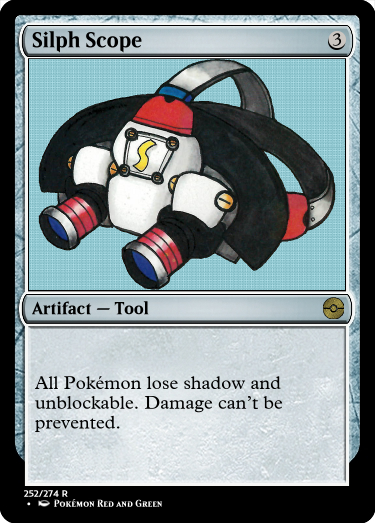 Silph Scope 3
S
Artifact — Tool
All Pokémon lose shadow and
unblockable. Damage can't be
prevented.
252/274 R
• Pokémon Red and Green